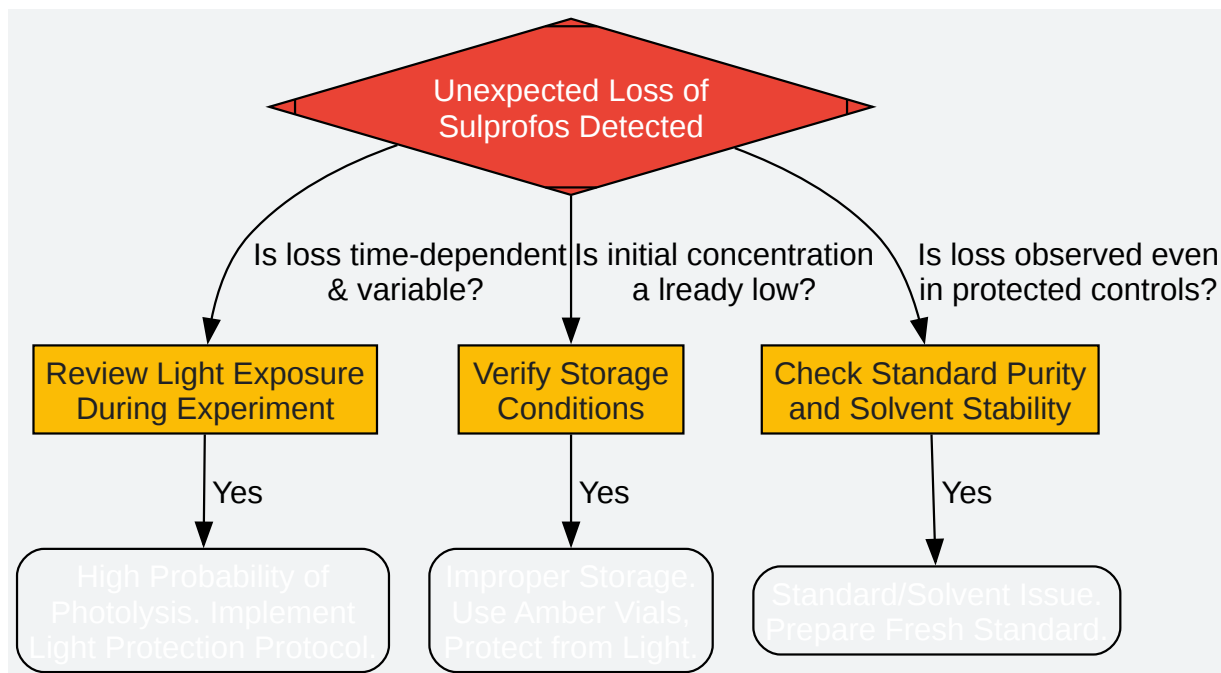 Unexpected Loss of
Sulprofos Detected
Is loss time-dependent
& variable?
Is initial concentration
a lready low?
Is loss observed even
in protected controls?
Review Light Exposure
During Experiment
Verify Storage
Conditions
Check Standard Purity
and Solvent Stability
Yes
Yes
Yes
High Probability of
Photolysis. Implement
Light Protection Protocol.
Improper Storage.
Use Amber Vials,
Protect from Light.
Standard/Solvent Issue.
Prepare Fresh Standard.